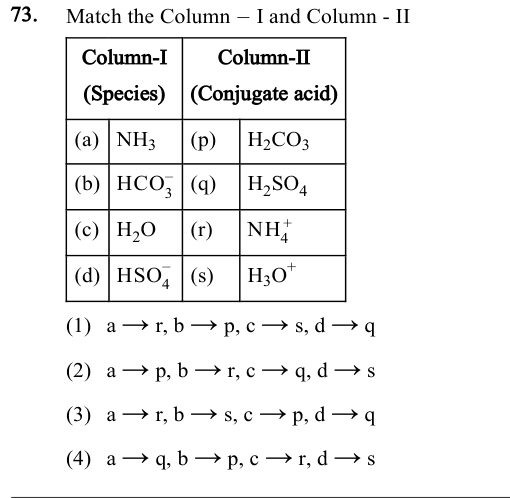 73. Match the Column – I and Column - II
Column-I Column-II
(Species) (Conjugate acid)
(a) NH₃ (p) H₂CO₃
(b) HCO₃⁻ (q) H₂SO₄
(c) H₂O (r) NH₄⁺
(d) HSO₄⁻ (s) H₃O⁺
(1) a → r, b → p, c → s, d → q
(2) a → p, b → r, c → q, d → s
(3) a → r, b → s, c → p, d → q
(4) a → q, b → p, c → r, d → s